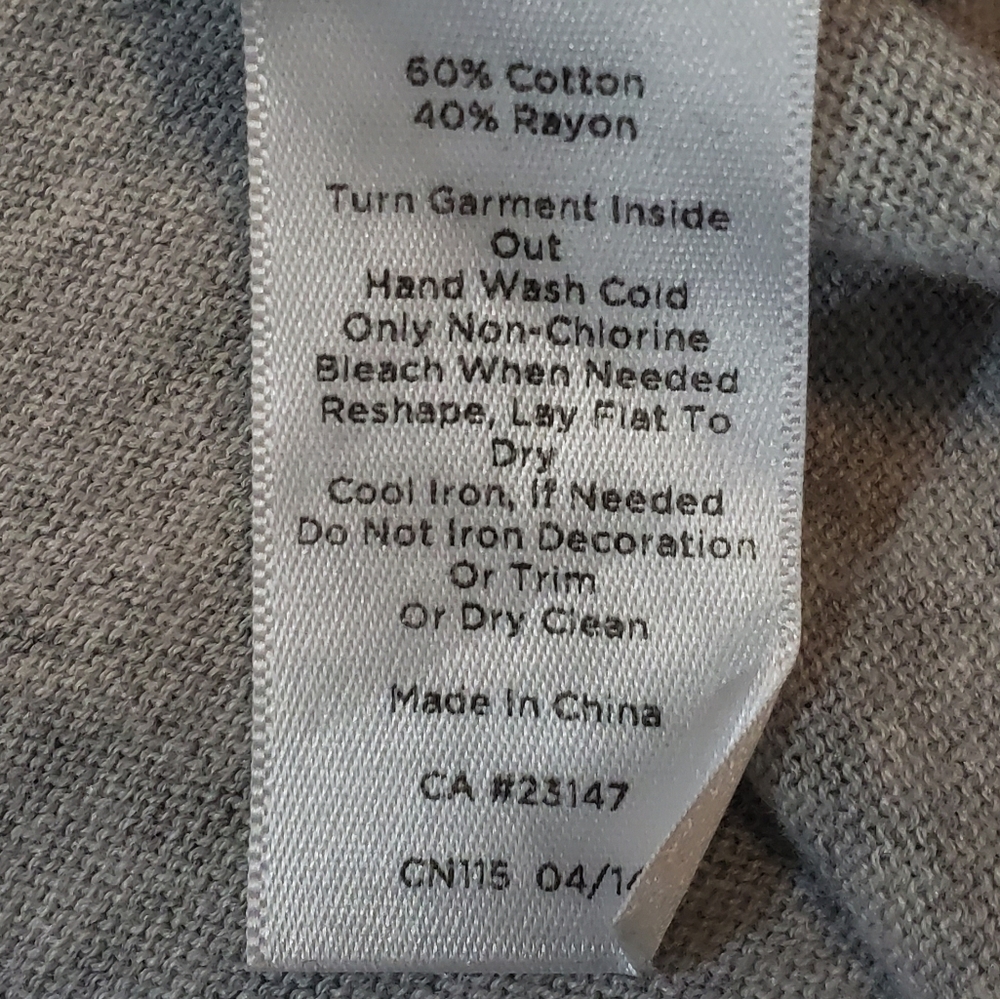 60% Cotton
40% Rayon
Turn Garment Inside
Out
Hand Wash Cold
Only Non-Chlorine
Bleach When Needed
Reshape, Lay Flat To
Dry
Cool Iron, If Needed
Do Not Iron Decoration
Or Trim
Or Dry Clean
Made In China
CA #23147
CN115